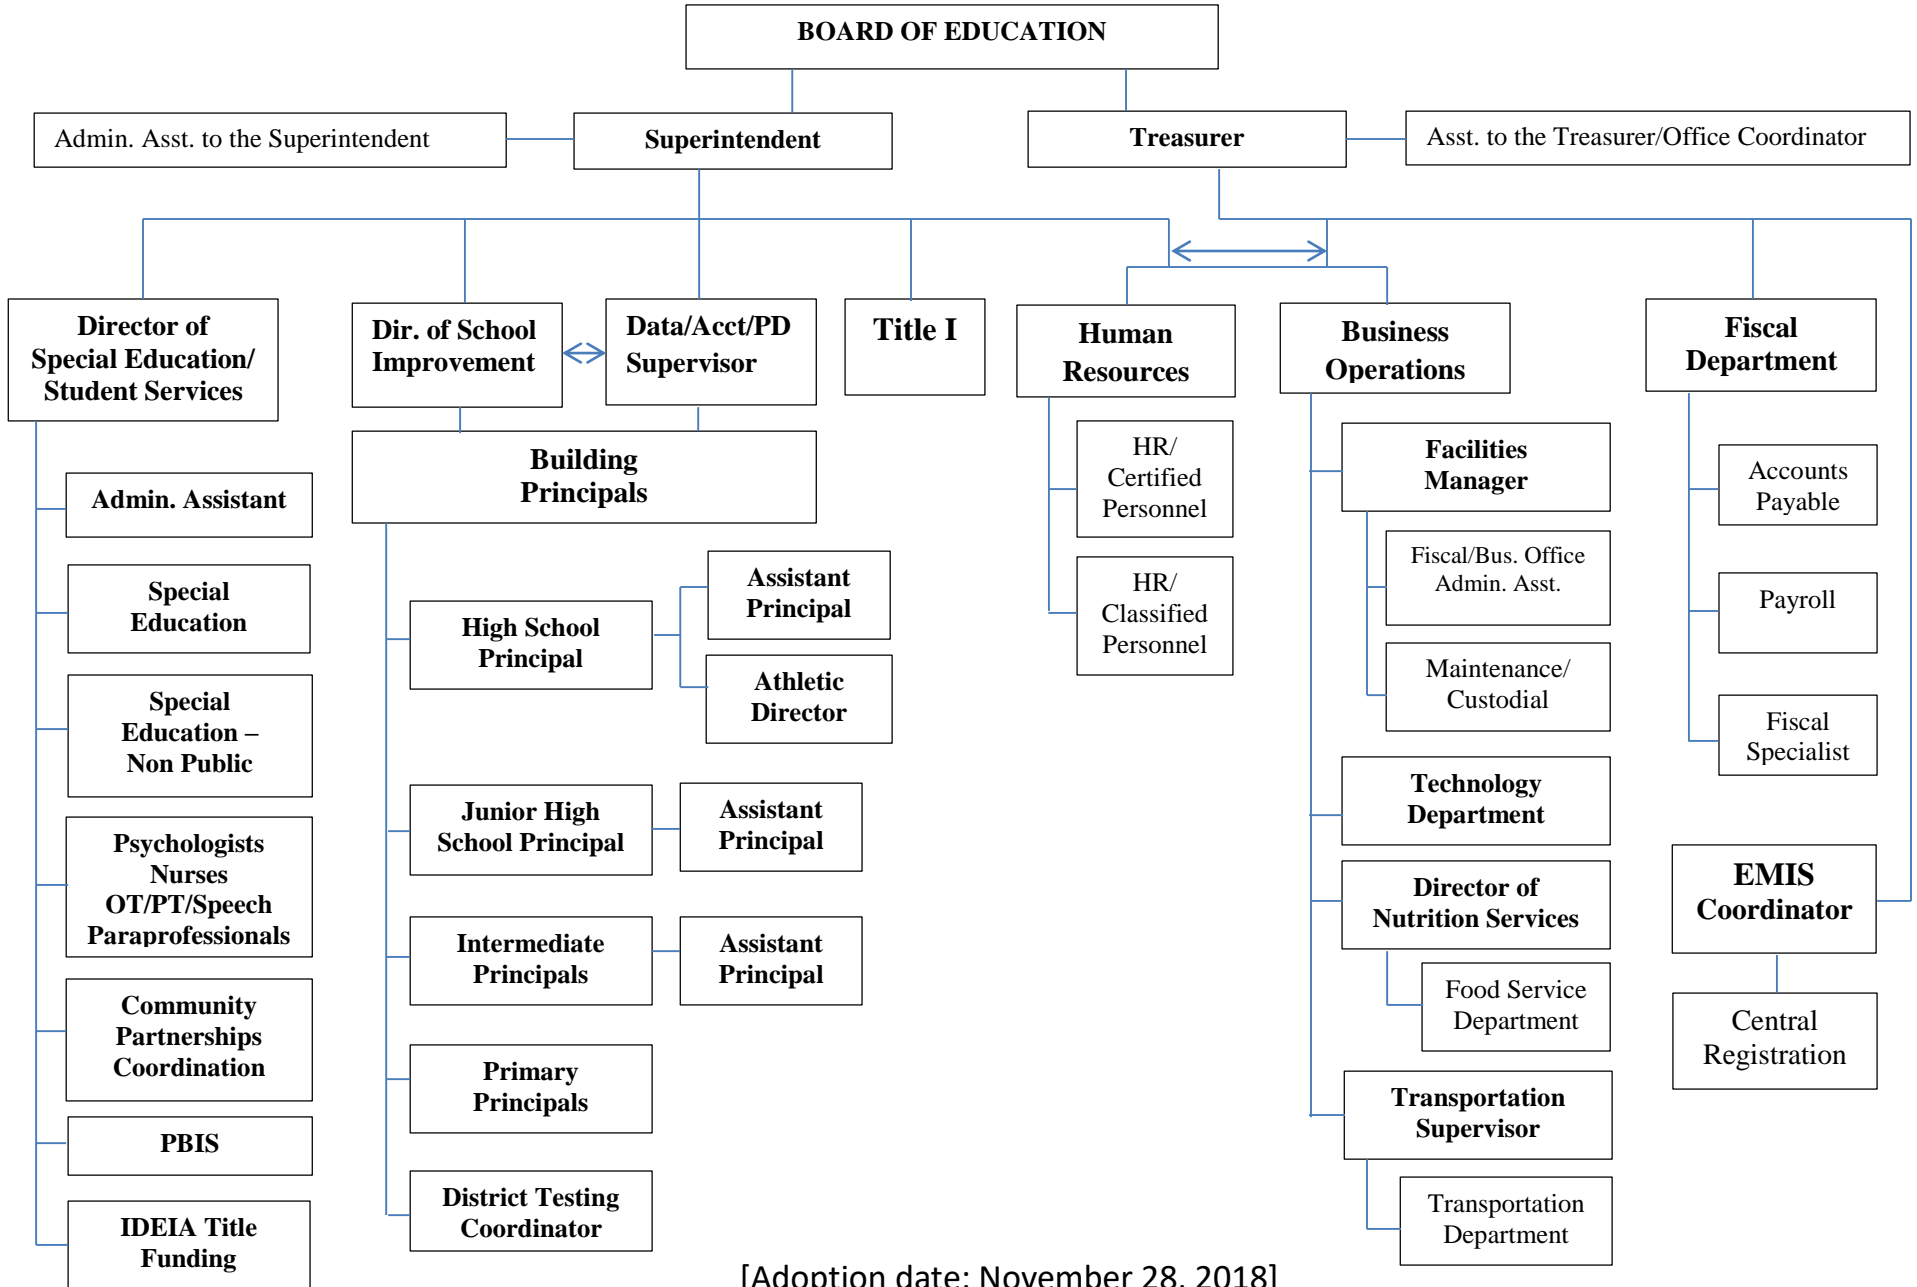 BOARD OF EDUCATION
Admin. Asst. to the Superintendent
Superintendent
Treasurer
Asst. to the Treasurer/Office Coordinator
Director of
Special Education/
Student Services
Dir. of School
Improvement
Data/Acct/PD
Supervisor
Title I
Human
Resources
Business
Operations
Fiscal
Department
Building
Principals
Admin. Assistant
Special
Education
Special
Education –
Non Public
Psychologists
Nurses
OT/PT/Speech
Paraprofessionals
Community
Partnerships
Coordination
PBIS
IDEIA Title
Funding
High School
Principal
Assistant
Principal
Athletic
Director
Junior High
School Principal
Assistant
Principal
Intermediate
Principals
Assistant
Principal
Primary
Principals
District Testing
Coordinator
HR/
Certified
Personnel
HR/
Classified
Personnel
Facilities
Manager
Fiscal/Bus. Office
Admin. Asst.
Maintenance/
Custodial
Technology
Department
Director of
Nutrition Services
Food Service
Department
Transportation
Supervisor
Transportation
Department
Accounts
Payable
Payroll
Fiscal
Specialist
EMIS
Coordinator
Central
Registration
[Adoption date: November 28, 2018]